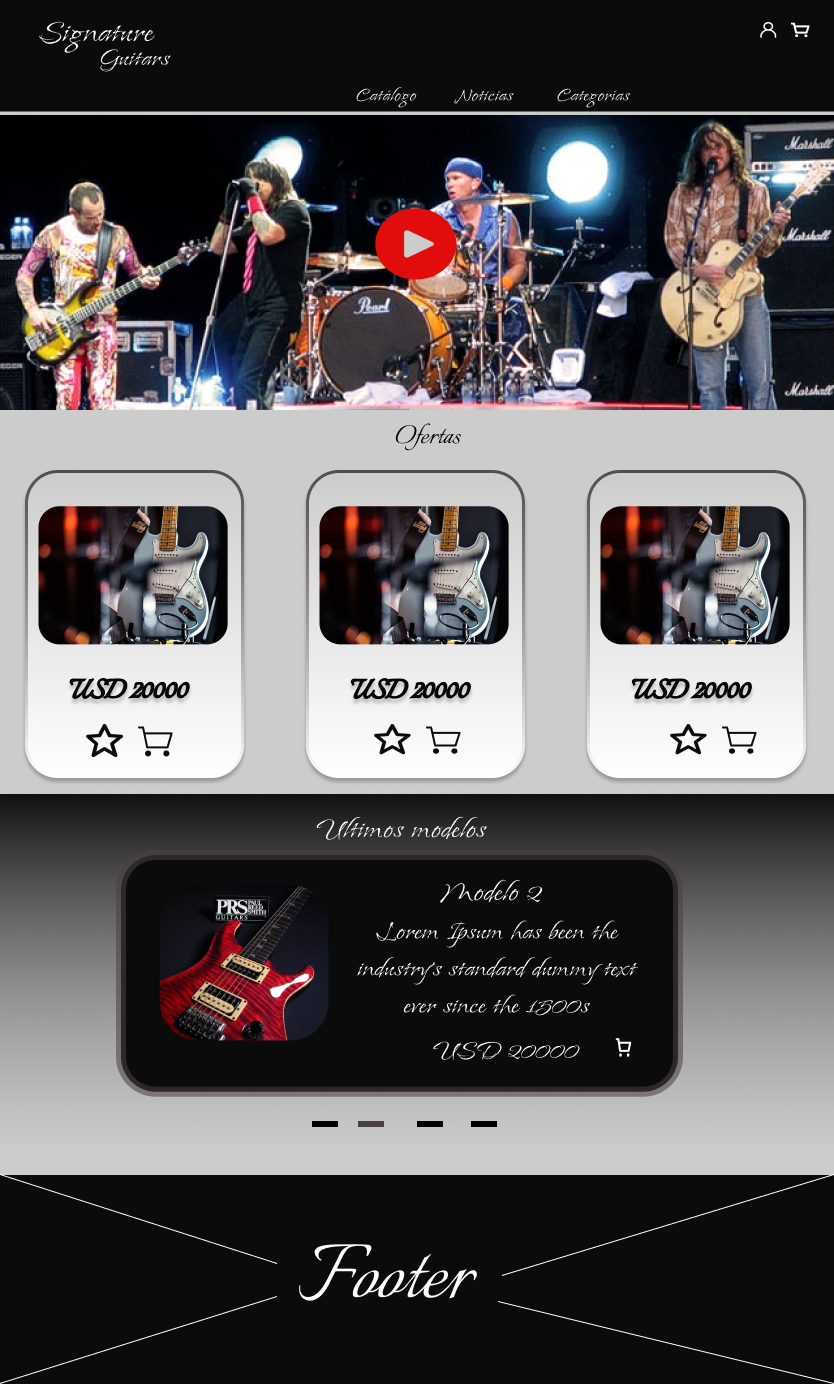 Signature
Guitars
Catálogo Noticias Categorias
Marshall
Marshall
Pearl
Marshall
Ofertas
USD 20000 USD 20000 USD 20000
Ultimos modelos
PRS PAUL REED SMITH
GUITARS
Modelo 2
Lorem Ipsum has been the
industry's standard dummy text
ever since the 1500s
USD 20000
Footer